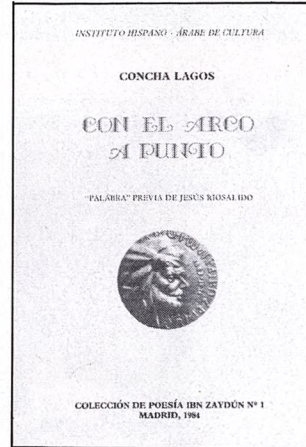 INSTITUTO HISPANO - ÁRABE DE CULTURA
CONCHA LAGOS
CON EL ARCO
A PUNTO
"PALABRA" PREVIA DE JESÚS RIOSALIDO
COLECCIÓN DE POESÍA IBN ZAYDÚN Nº 1
MADRID, 1984